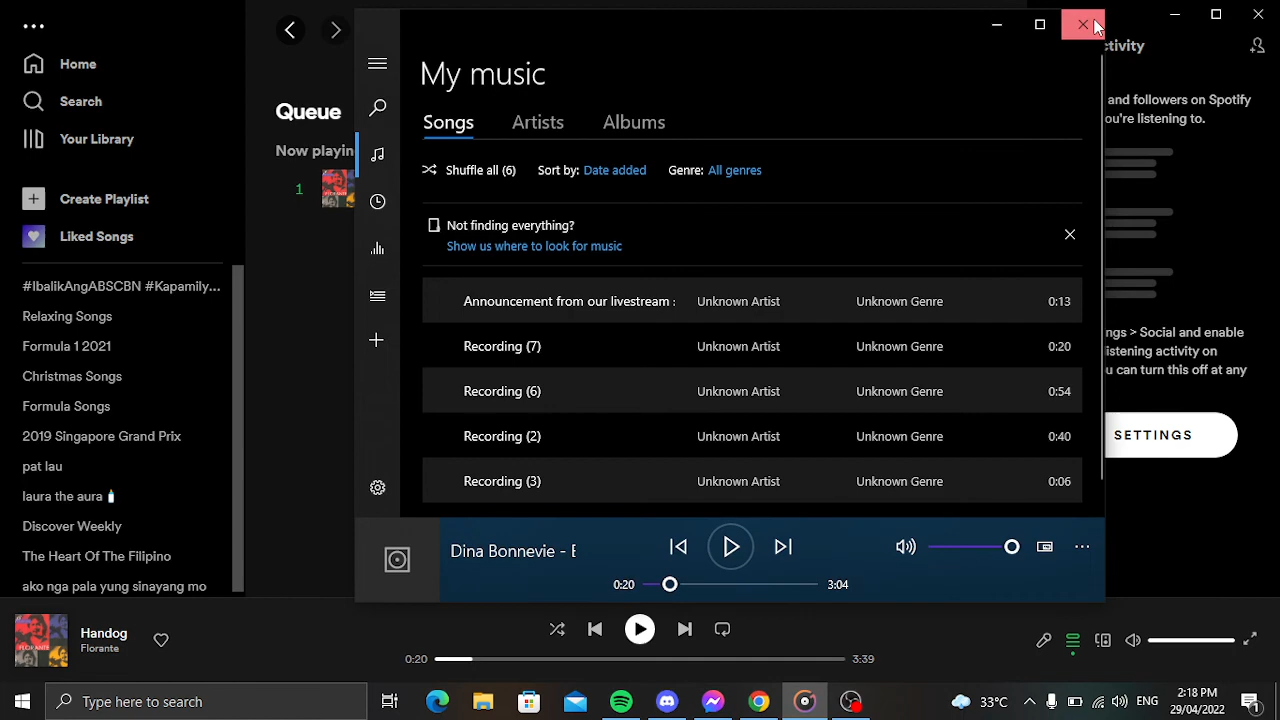 Home
Search
Your Library
Create Playlist
Liked Songs
#IbalikAngABSCBN #Kapamily...
Relaxing Songs
Formula 1 2021
Christmas Songs
Formula Songs
2019 Singapore Grand Prix
pat lau
laura the aura
Discover Weekly
The Heart Of The Filipino
ako nga pala yung sinayang mo
Queue
Now playin
1
My music
Songs Artists Albums
Shuffle all (6) Sort by: Date added Genre: All genres
Not finding everything?
Show us where to look for music
Announcement from our livestream : Unknown Artist Unknown Genre 0:13
Recording (7) Unknown Artist Unknown Genre 0:20
Recording (6) Unknown Artist Unknown Genre 0:54
Recording (2) Unknown Artist Unknown Genre 0:40
Recording (3) Unknown Artist Unknown Genre 0:06
Dina Bonnevie - E
0:20 3:04
ctivity
and followers on Spotify
ou're listening to.
ngs > Social and enable
listening activity on
u can turn this off at any
SETTINGS
FLORANTE
Handog
Florante
0:20 3:39
Type here to search
33°C ENG
2:18 PM
29/04/2022
1